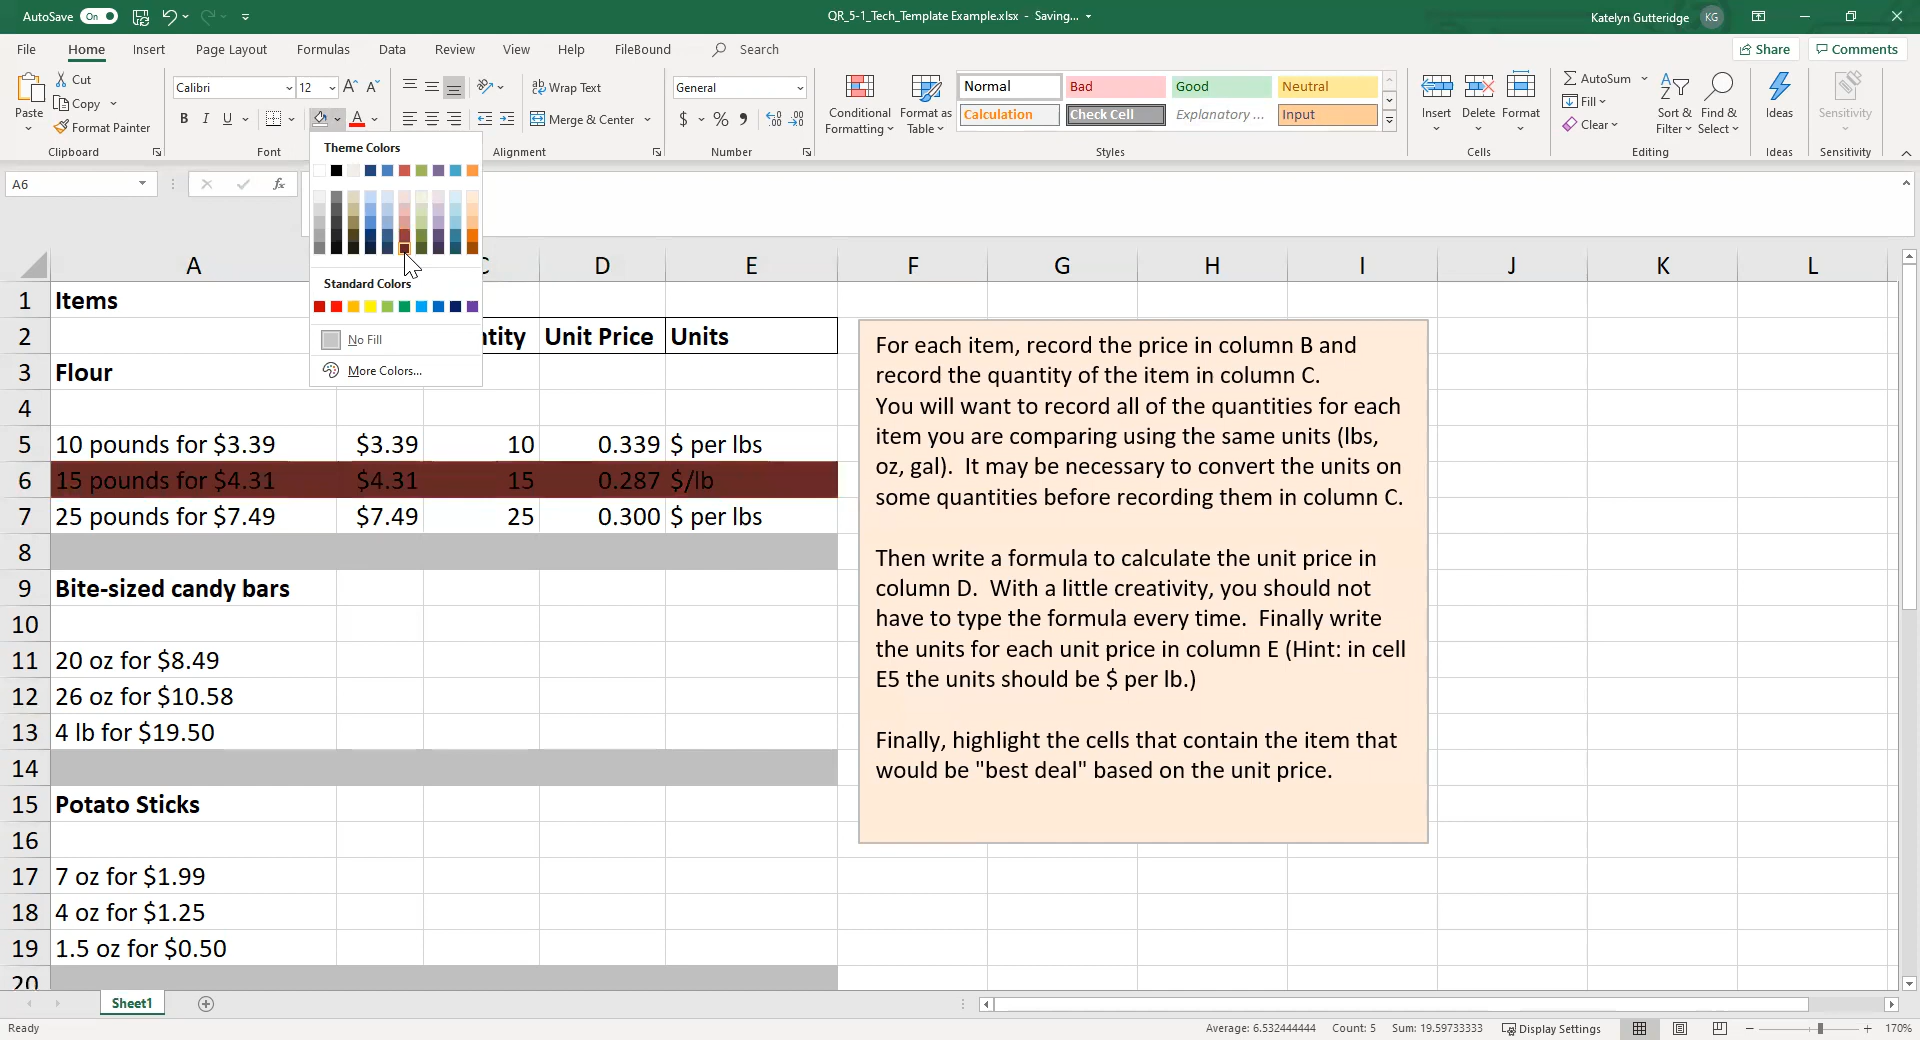 AutoSave On
QR_5-1_Tech_Template Example.xlsx - Saving...
Katelyn Gutteridge KG
File Home Insert Draw Page Layout Formulas Data Review View Help FileBound Search
Share Comments
Paste
Cut
Copy
Format Painter
Clipboard
Calibri 12
B I U
Font
Wrap Text
Merge & Center
Alignment
General
$ % ,
Number
Conditional Formatting
Format as Table
Normal Bad Good Neutral
Calculation Check Cell Explanatory ... Input
Styles
Insert Delete Format
Cells
AutoSum
Fill
Clear
Sort & Filter
Find & Select
Editing
Ideas
Ideas
Sensitivity
Sensitivity
A6
fx
Theme Colors
Standard Colors
No Fill
More Colors...
A C D E F G H I J K L
1 Items
2 ntity Unit Price Units
3 Flour
4
5 10 pounds for $3.39 $3.39 10 0.339 $ per lbs
6 15 pounds for $4.31 $4.31 15 0.287 $/lb
7 25 pounds for $7.49 $7.49 25 0.300 $ per lbs
8
9 Bite-sized candy bars
10
11 20 oz for $8.49
12 26 oz for $10.58
13 4 lb for $19.50
14
15 Potato Sticks
16
17 7 oz for $1.99
18 4 oz for $1.25
19 1.5 oz for $0.50
20
For each item, record the price in column B and
record the quantity of the item in column C.
You will want to record all of the quantities for each
item you are comparing using the same units (lbs,
oz, gal). It may be necessary to convert the units on
some quantities before recording them in column C.
Then write a formula to calculate the unit price in
column D. With a little creativity, you should not
have to type the formula every time. Finally write
the units for each unit price in column E (Hint: in cell
E5 the units should be $ per lb.)
Finally, highlight the cells that contain the item that
would be "best deal" based on the unit price.
Sheet1
Ready
Average: 6.532444444 Count: 5 Sum: 19.59733333 Display Settings 170%